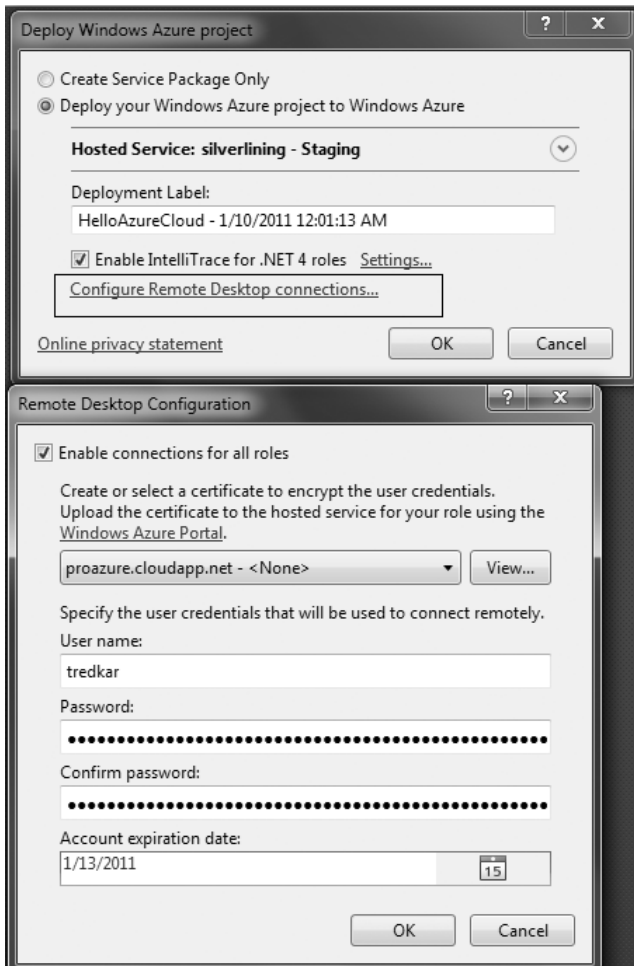 Deploy Windows Azure project
Create Service Package Only
Deploy your Windows Azure project to Windows Azure
Hosted Service: silverlining - Staging
Deployment Label:
HelloAzureCloud - 1/10/2011 12:01:13 AM
Enable IntelliTrace for .NET 4 roles Settings...
Configure Remote Desktop connections...
Online privacy statement
OK Cancel
Remote Desktop Configuration
Enable connections for all roles
Create or select a certificate to encrypt the user credentials.
Upload the certificate to the hosted service for your role using the
Windows Azure Portal.
proazure.cloudapp.net - <None> View...
Specify the user credentials that will be used to connect remotely.
User name:
tredkar
Password:
Confirm password:
Account expiration date:
1/13/2011 15
OK Cancel